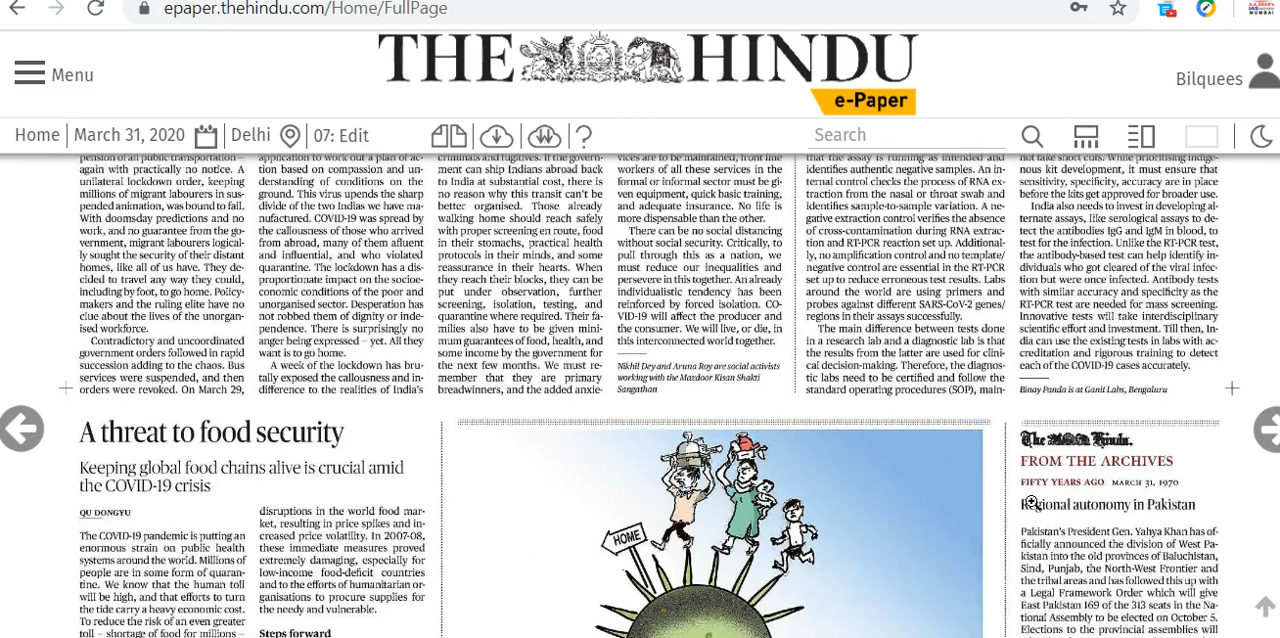 epaper.thehindu.com/Home/FullPage
Menu
THE HINDU
e-Paper
Bilquees
Home
March 31, 2020
Delhi
07: Edit
Search
pension of all public transportation –
again with practically no notice. A
unilateral lockdown order, keeping
millions of migrant labourers in sus-
pended animation, was bound to fail.
With doomsday predictions and no
work, and no guarantee from the go-
vernment, migrant labourers logical-
ly sought the security of their distant
homes, like all of us have. They de-
cided to travel any way they could,
including by foot, to go home. Policy-
makers and the ruling elite have no
clue about the lives of the unorgan-
ised workforce.
Contradictory and uncoordinated
government orders followed in rapid
succession adding to the chaos. Bus
services were suspended, and then
orders were revoked. On March 29,
application to work out a plan of ac-
tion based on compassion and un-
derstanding of conditions on the
ground. This virus upends the sharp
divide of the two Indias we have ma-
nufactured. COVID-19 was spread by
the callousness of those who arrived
from abroad, many of them affluent
and influential, and who violated
quarantine. The lockdown has a dis-
proportionate impact on the socio-
economic conditions of the poor and
unorganised sector. Desperation has
not robbed them of dignity or inde-
pendence. There is surprisingly no
anger being expressed – yet. All they
want is to go home.
A week of the lockdown has bru-
tally exposed the callousness and in-
difference to the realities of India's
criminals and fugitives. If the govern-
ment can ship Indians abroad back
to India at substantial cost, there is
no reason why this transit can't be
better organised. Those already
walking home should reach safely
with proper screening en route, food
in their stomachs, practical health
protocols in their minds, and some
reassurance in their hearts. When
they reach their blocks, they can be
put under observation, further
screening, isolation, testing, and
quarantine where required. Their fa-
milies also have to be given mini-
mum guarantees of food, health, and
some income by the government for
the next few months. We must re-
member that they are primary
breadwinners, and the added anxie-
vices are to be maintained, front line
workers of all these services in the
formal or informal sector must be gi-
ven equipment, quick basic training,
and adequate insurance. No life is
more dispensable than the other.
There can be no social distancing
without social security. Critically, to
pull through this as a nation, we
must reduce our inequalities and
persevere in this together. An already
individualistic tendency has been
reinforced by forced isolation. CO-
VID-19 will affect the producer and
the consumer. We will live, or die, in
this interconnected world together.
Nikhil Dey and Aruna Roy are social activists
working with the Mazdoor Kisan Shakti
Sangathan
that the assay is running as intended and
identifies authentic negative samples. An in-
ternal control checks the process of RNA ex-
traction from the nasal or throat swab and
identifies sample-to-sample variation. A ne-
gative extraction control verifies the absence
of cross-contamination during RNA extrac-
tion and RT-PCR reaction set up. Additional-
ly, no amplification control and no template/
negative control are essential in the RT-PCR
set up to reduce erroneous test results. Labs
around the world are using primers and
probes against different SARS-CoV-2 genes/
regions in their assays successfully.
The main difference between tests done
in a research lab and a diagnostic lab is that
the results from the latter are used for clini-
cal decision-making. Therefore, the diagnos-
tic labs need to be certified and follow the
standard operating procedures (SOP), main-
not take short cuts. While prioritising indige-
nous kit development, it must ensure that
sensitivity, specificity, accuracy are in place
before the kits get approved for broader use.
India also needs to invest in developing al-
ternate assays, like serological assays to de-
tect the antibodies IgG and IgM in blood, to
test for the infection. Unlike the RT-PCR test,
the antibody-based test can help identify in-
dividuals who got cleared of the viral infec-
tion but were once infected. Antibody tests
with similar accuracy and specificity as the
RT-PCR test are needed for mass screening.
Innovative tests will take interdisciplinary
scientific effort and investment. Till then, In-
dia can use the existing tests in labs with ac-
creditation and rigorous training to detect
each of the COVID-19 cases accurately.
Binay Panda is at Ganit Labs, Bengaluru
A threat to food security
Keeping global food chains alive is crucial amid
the COVID-19 crisis
QU DONGYU
The COVID-19 pandemic is putting an
enormous strain on public health
systems around the world. Millions of
people are in some form of quaran-
tine. We know that the human toll
will be high, and that efforts to turn
the tide carry a heavy economic cost.
To reduce the risk of an even greater
toll – shortage of food for millions –
disruptions in the world food mar-
ket, resulting in price spikes and in-
creased price volatility. In 2007-08,
these immediate measures proved
extremely damaging, especially for
low-income food-deficit countries
and to the efforts of humanitarian or-
ganisations to procure supplies for
the needy and vulnerable.
Steps forward
HOME
The Hindu.
FROM THE ARCHIVES
FIFTY YEARS AGO MARCH 31, 1970
Regional autonomy in Pakistan
Pakistan's President Gen. Yahya Khan has of-
ficially announced the division of West Pa-
kistan into the old provinces of Baluchistan,
Sind, Punjab, the North-West Frontier and
the tribal areas and has followed this up with
a Legal Framework Order which will give
East Pakistan 169 of the 313 seats in the Na-
tional Assembly to be elected on October 5.
Elections to the provincial assemblies will